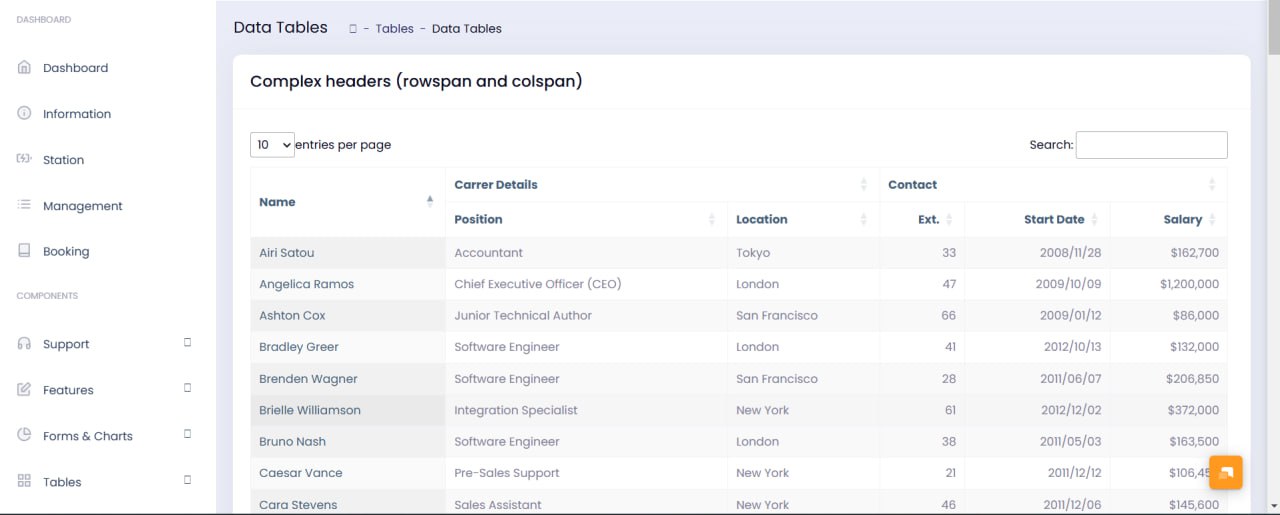 DASHBOARD
Dashboard
Information
Station
Management
Booking
COMPONENTS
Support
Features
Forms & Charts
Tables
Data Tables - Tables - Data Tables
Complex headers (rowspan and colspan)
10 entries per page Search:
Name Carrer Details Contact
Position Location Ext. Start Date Salary
Airi Satou Accountant Tokyo 33 2008/11/28 $162,700
Angelica Ramos Chief Executive Officer (CEO) London 47 2009/10/09 $1,200,000
Ashton Cox Junior Technical Author San Francisco 66 2009/01/12 $86,000
Bradley Greer Software Engineer London 41 2012/10/13 $132,000
Brenden Wagner Software Engineer San Francisco 28 2011/06/07 $206,850
Brielle Williamson Integration Specialist New York 61 2012/12/02 $372,000
Bruno Nash Software Engineer London 38 2011/05/03 $163,500
Caesar Vance Pre-Sales Support New York 21 2011/12/12
Cara Stevens Sales Assistant New York 46 2011/12/06 $145,600